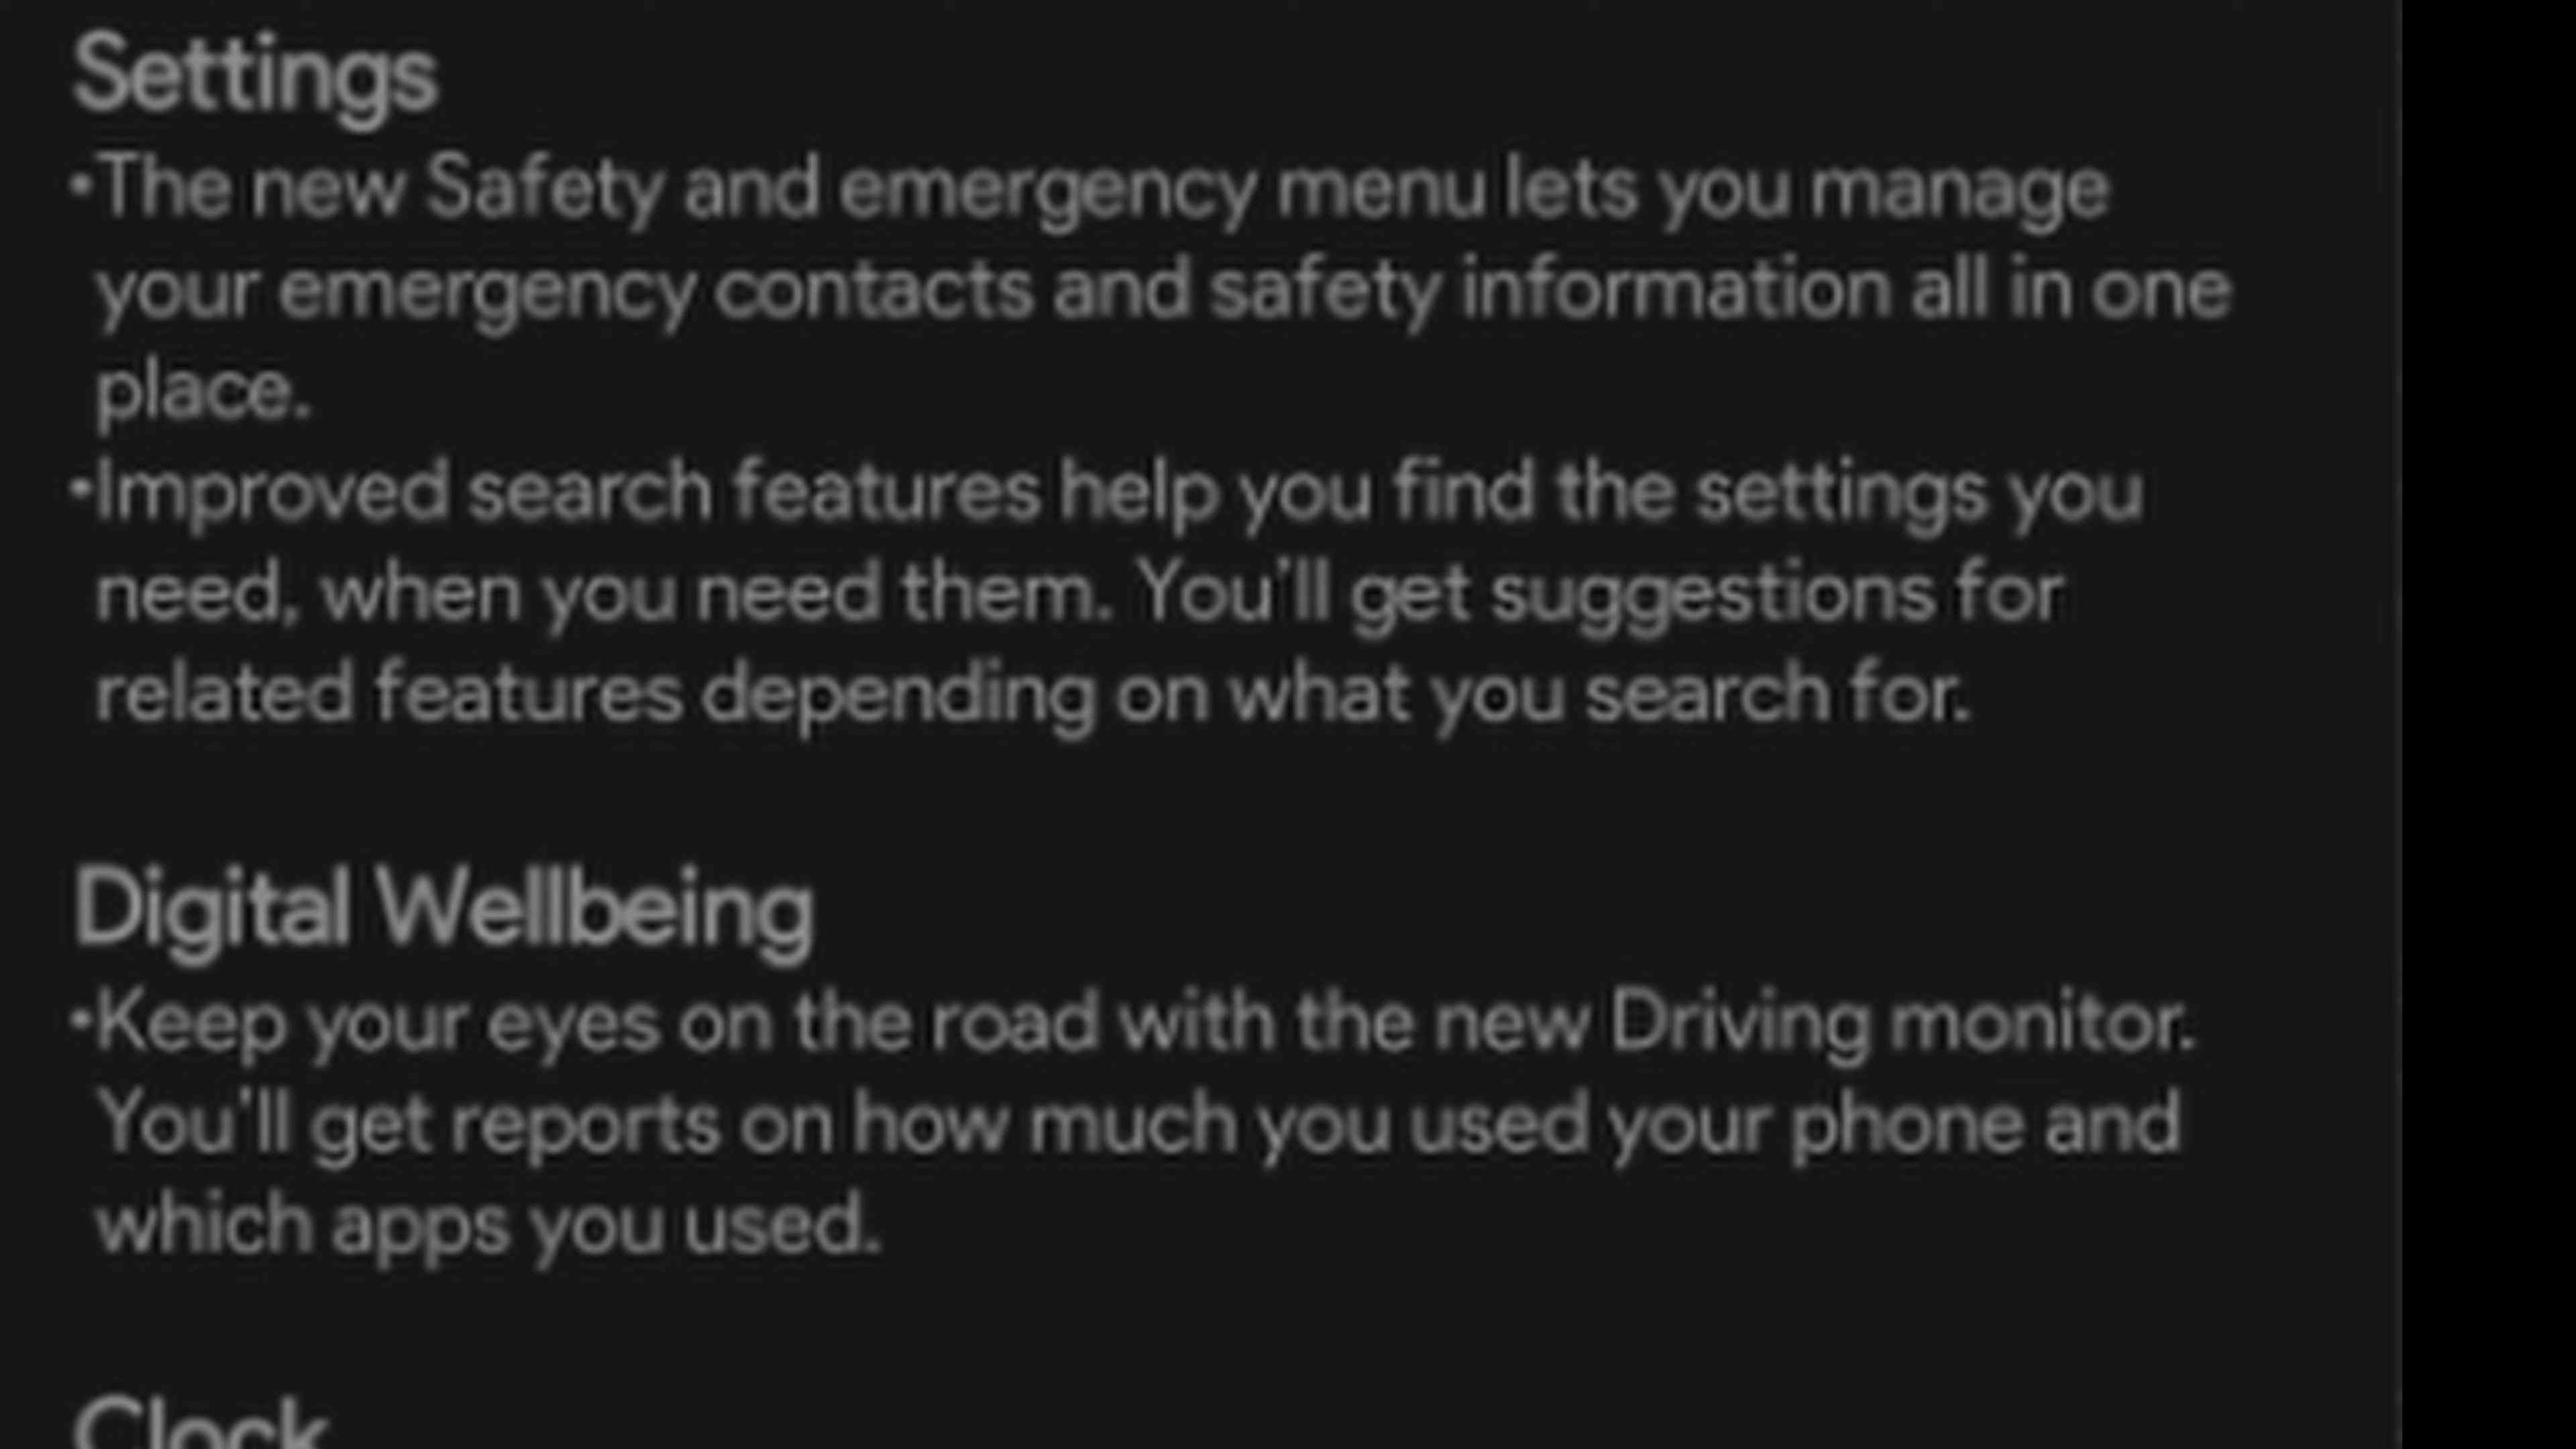 Settings
•The new Safety and emergency menu lets you manage
your emergency contacts and safety information all in one
place.
•Improved search features help you find the settings you
need, when you need them. You'll get suggestions for
related features depending on what you search for.
Digital Wellbeing
•Keep your eyes on the road with the new Driving monitor.
You'll get reports on how much you used your phone and
which apps you used.
Clock